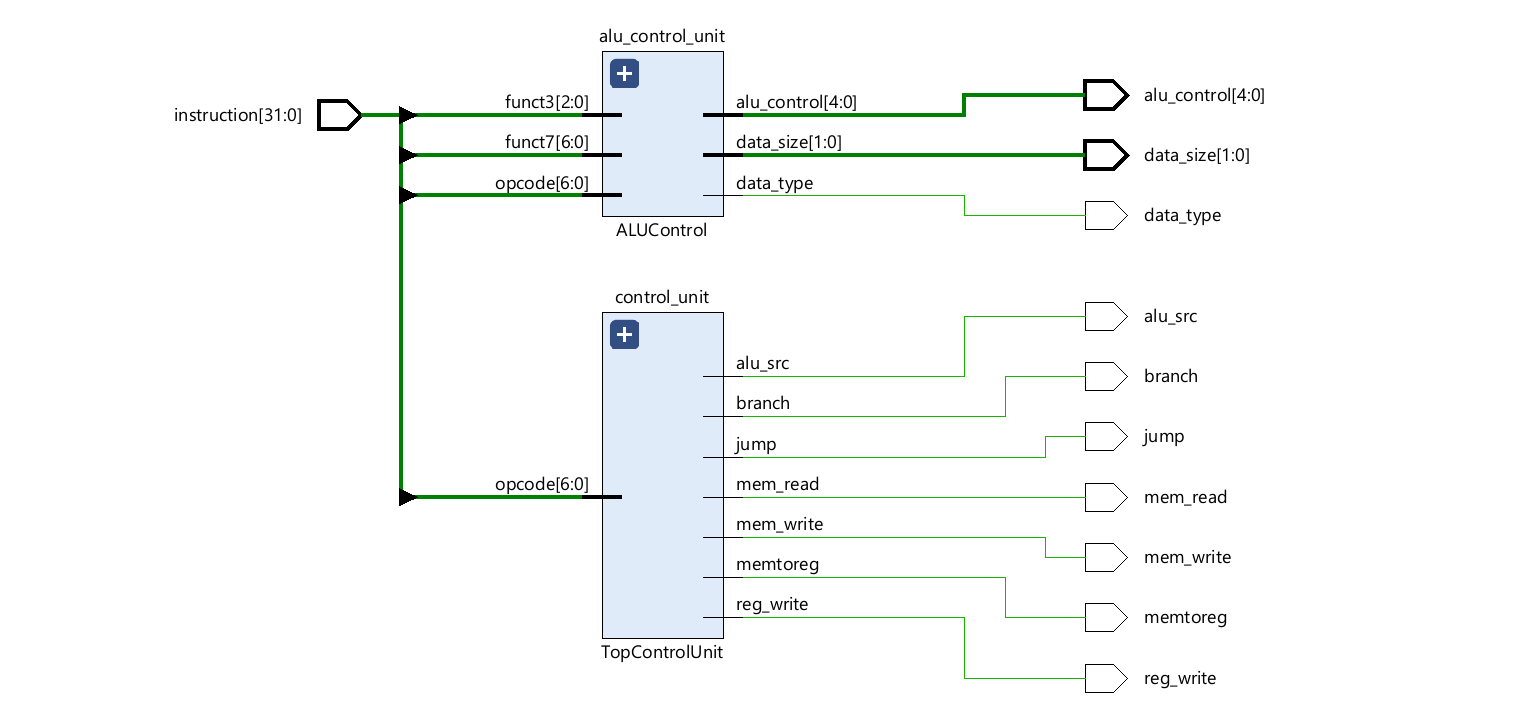 alu_control_unit
instruction[31:0]
funct3[2:0]
funct7[6:0]
opcode[6:0]
alu_control[4:0]
data_size[1:0]
data_type
ALUControl
alu_control[4:0]
data_size[1:0]
data_type
control_unit
opcode[6:0]
alu_src
branch
jump
mem_read
mem_write
memtoreg
reg_write
TopControlUnit
alu_src
branch
jump
mem_read
mem_write
memtoreg
reg_write